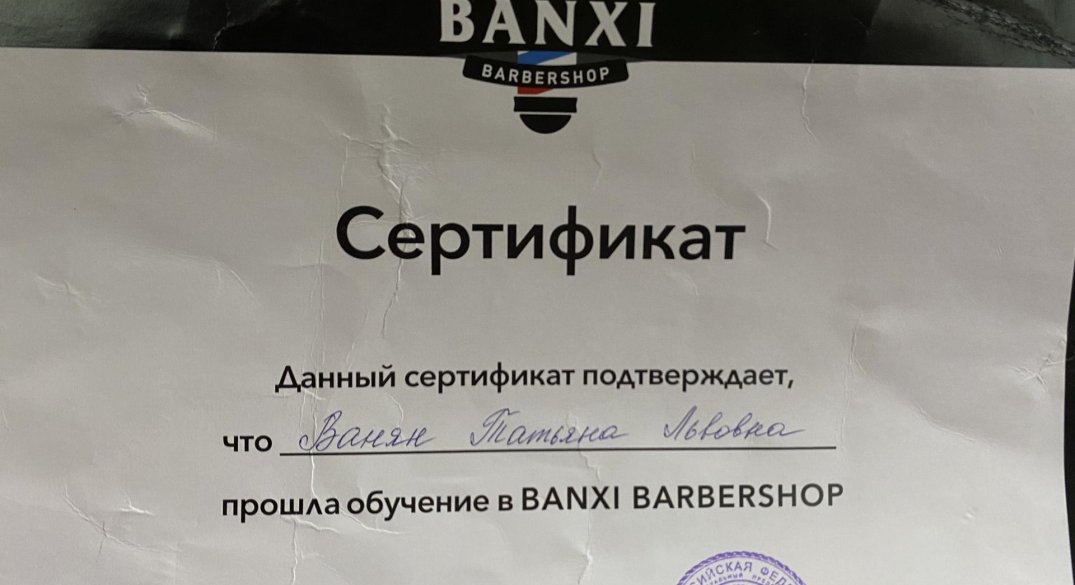 BANXI
BARBERSHOP
Сертификат
Данный сертификат подтверждает,
что Ванян Татьяна Львовна
прошла обучение в BANXI BARBERSHOP